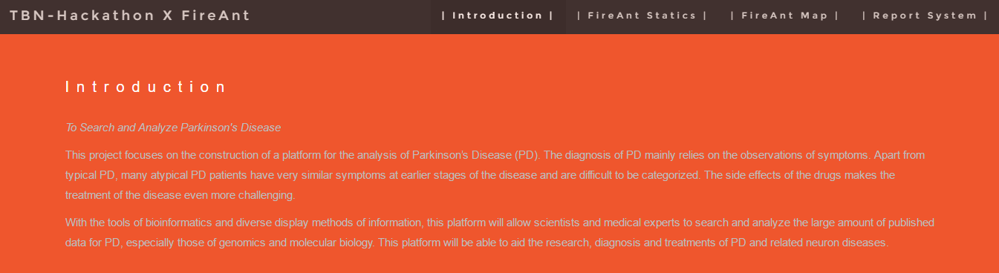 TBN-Hackathon X FireAnt
| Introduction | | FireAnt Statics | | FireAnt Map | | Report System |
Introduction
To Search and Analyze Parkinson's Disease
This project focuses on the construction of a platform for the analysis of Parkinson’s Disease (PD). The diagnosis of PD mainly relies on the observations of symptoms. Apart from
typical PD, many atypical PD patients have very similar symptoms at earlier stages of the disease and are difficult to be categorized. The side effects of the drugs makes the
treatment of the disease even more challenging.
With the tools of bioinformatics and diverse display methods of information, this platform will allow scientists and medical experts to search and analyze the large amount of published
data for PD, especially those of genomics and molecular biology. This platform will be able to aid the research, diagnosis and treatments of PD and related neuron diseases.